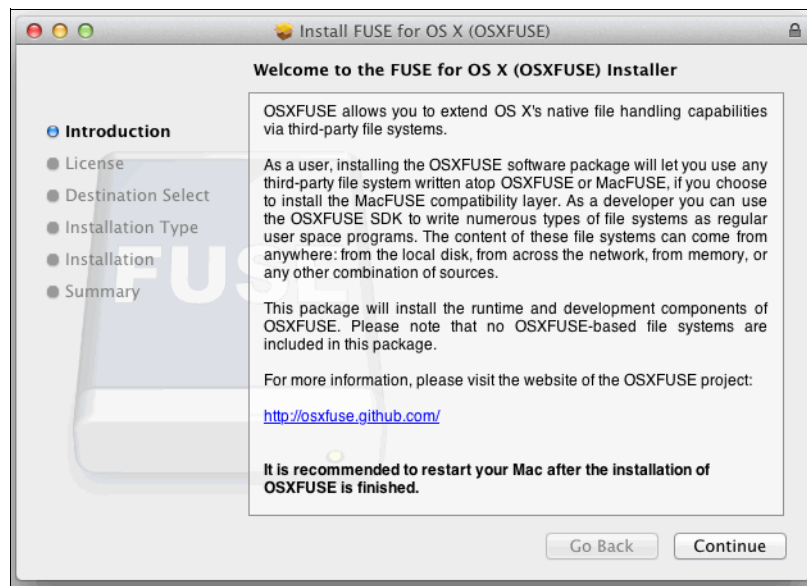 Install FUSE for OS X (OSXFUSE)
Welcome to the FUSE for OS X (OSXFUSE) Installer
Introduction
License
Destination Select
Installation Type
Installation
Summary
FUSE
OSXFUSE allows you to extend OS X's native file handling capabilities
via third-party file systems.
As a user, installing the OSXFUSE software package will let you use any
third-party file system written atop OSXFUSE or MacFUSE, if you choose
to install the MacFUSE compatibility layer. As a developer you can use
the OSXFUSE SDK to write numerous types of file systems as regular
user space programs. The content of these file systems can come from
anywhere: from the local disk, from across the network, from memory, or
any other combination of sources.
This package will install the runtime and development components of
OSXFUSE. Please note that no OSXFUSE-based file systems are
included in this package.
For more information, please visit the website of the OSXFUSE project:
http://osxfuse.github.com/
It is recommended to restart your Mac after the installation of
OSXFUSE is finished.
Go Back
Continue